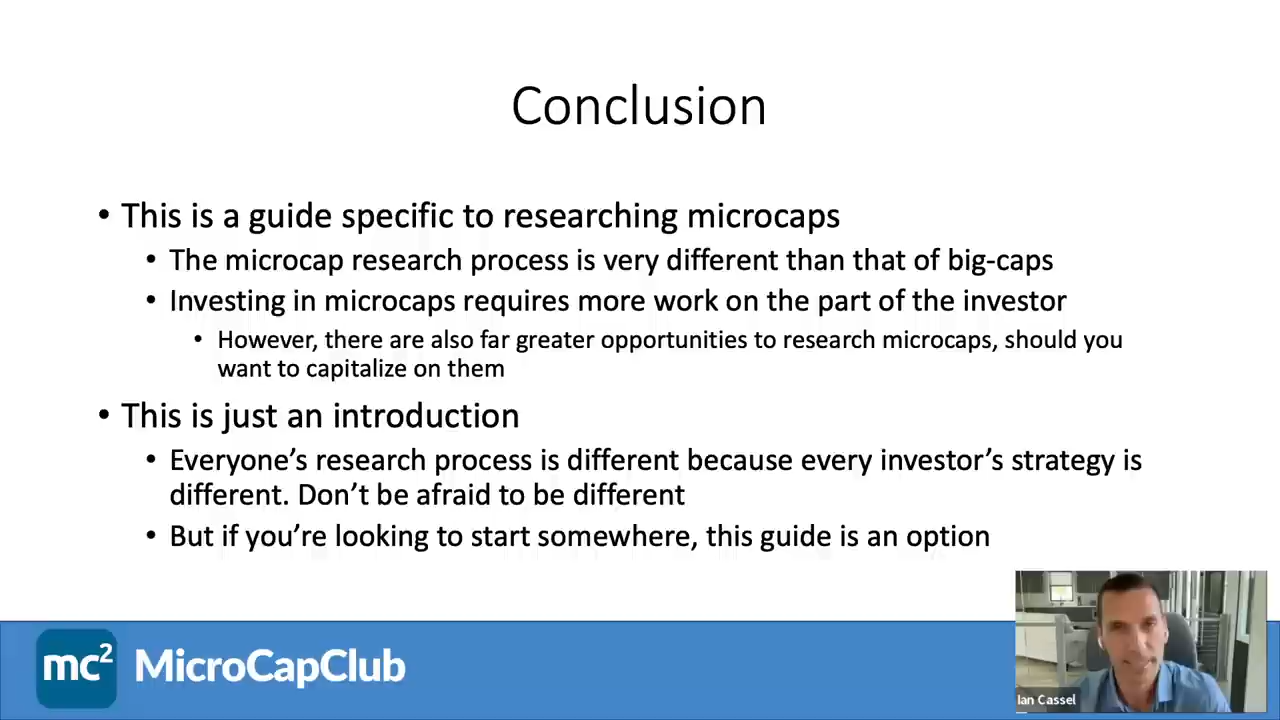 Conclusion
• This is a guide specific to researching microcaps
• The microcap research process is very different than that of big-caps
• Investing in microcaps requires more work on the part of the investor
• However, there are also far greater opportunities to research microcaps, should you
want to capitalize on them
• This is just an introduction
• Everyone’s research process is different because every investor’s strategy is
different. Don’t be afraid to be different
• But if you’re looking to start somewhere, this guide is an option
mc² MicroCapClub
Ian Cassel